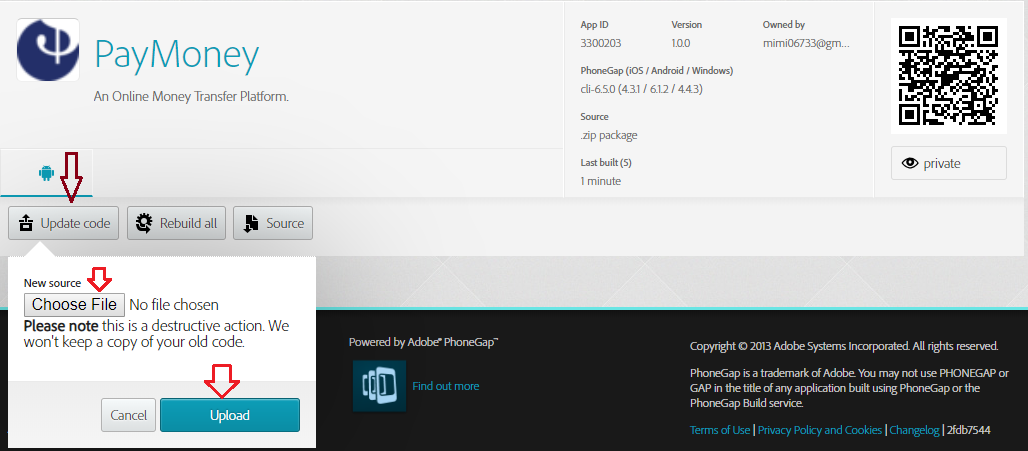 PayMoney
An Online Money Transfer Platform.
App ID
3300203
Version
1.0.0
Owned by
mimi06733@gm...
PhoneGap (iOS / Android / Windows)
cli-6.5.0 (4.3.1 / 6.1.2 / 4.4.3)
Source
.zip package
Last built (5)
1 minute
private
Update code
Rebuild all
Source
New source
Choose File No file chosen
Please note this is a destructive action. We
won't keep a copy of your old code.
Cancel
Upload
Powered by Adobe® PhoneGap™
Find out more
Copyright © 2013 Adobe Systems Incorporated. All rights reserved.
PhoneGap is a trademark of Adobe. You may not use PHONEGAP or
GAP in the title of any application built using PhoneGap or the
PhoneGap Build service.
Terms of Use | Privacy Policy and Cookies | Changelog | 2fdb7544